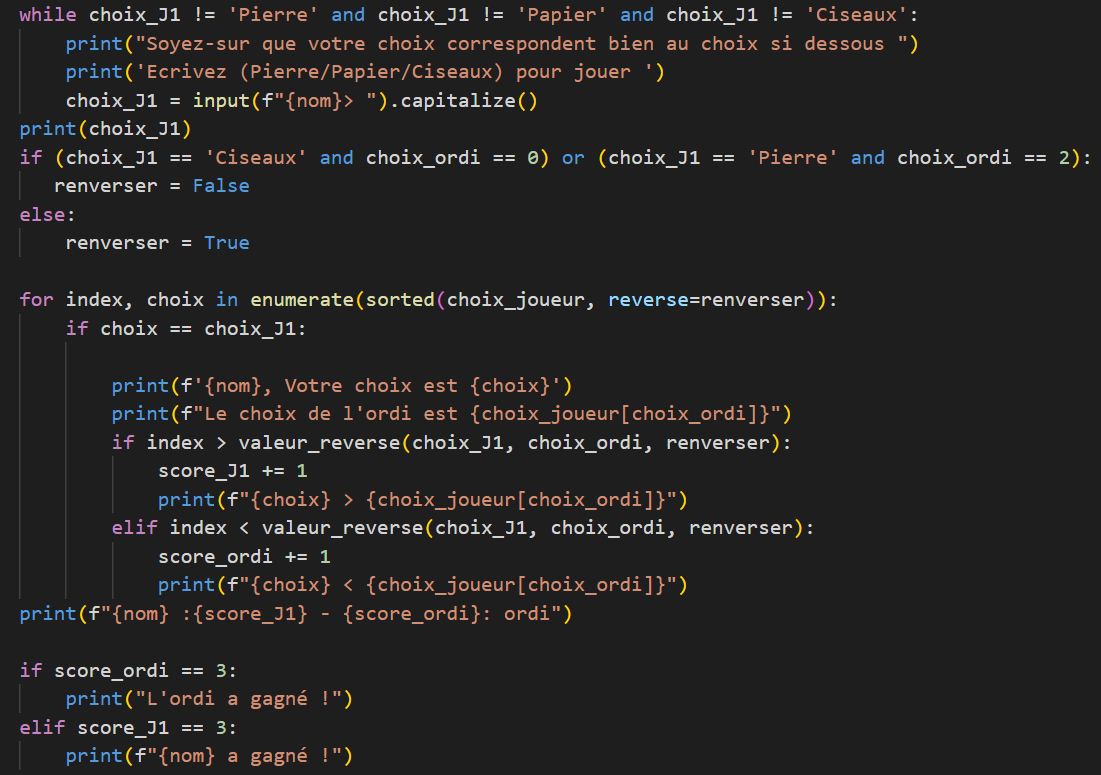 while choix_J1 != 'Pierre' and choix_J1 != 'Papier' and choix_J1 != 'Ciseaux':
    print("Soyez-sur que votre choix correspondent bien au choix si dessous ")
    print('Ecrivez (Pierre/Papier/Ciseaux) pour jouer ')
    choix_J1 = input(f"{nom}> ").capitalize()
print(choix_J1)
if (choix_J1 == 'Ciseaux' and choix_ordi == 0) or (choix_J1 == 'Pierre' and choix_ordi == 2):
   renverser = False
else:
    renverser = True

for index, choix in enumerate(sorted(choix_joueur, reverse=renverser)):
    if choix == choix_J1:

        print(f'{nom}, Votre choix est {choix}')
        print(f"Le choix de l'ordi est {choix_joueur[choix_ordi]}")
        if index > valeur_reverse(choix_J1, choix_ordi, renverser):
            score_J1 += 1
            print(f"{choix} > {choix_joueur[choix_ordi]}")
        elif index < valeur_reverse(choix_J1, choix_ordi, renverser):
            score_ordi += 1
            print(f"{choix} < {choix_joueur[choix_ordi]}")
print(f"{nom} :{score_J1} - {score_ordi}: ordi")

if score_ordi == 3:
    print("L'ordi a gagné !")
elif score_J1 == 3:
    print(f"{nom} a gagné !")